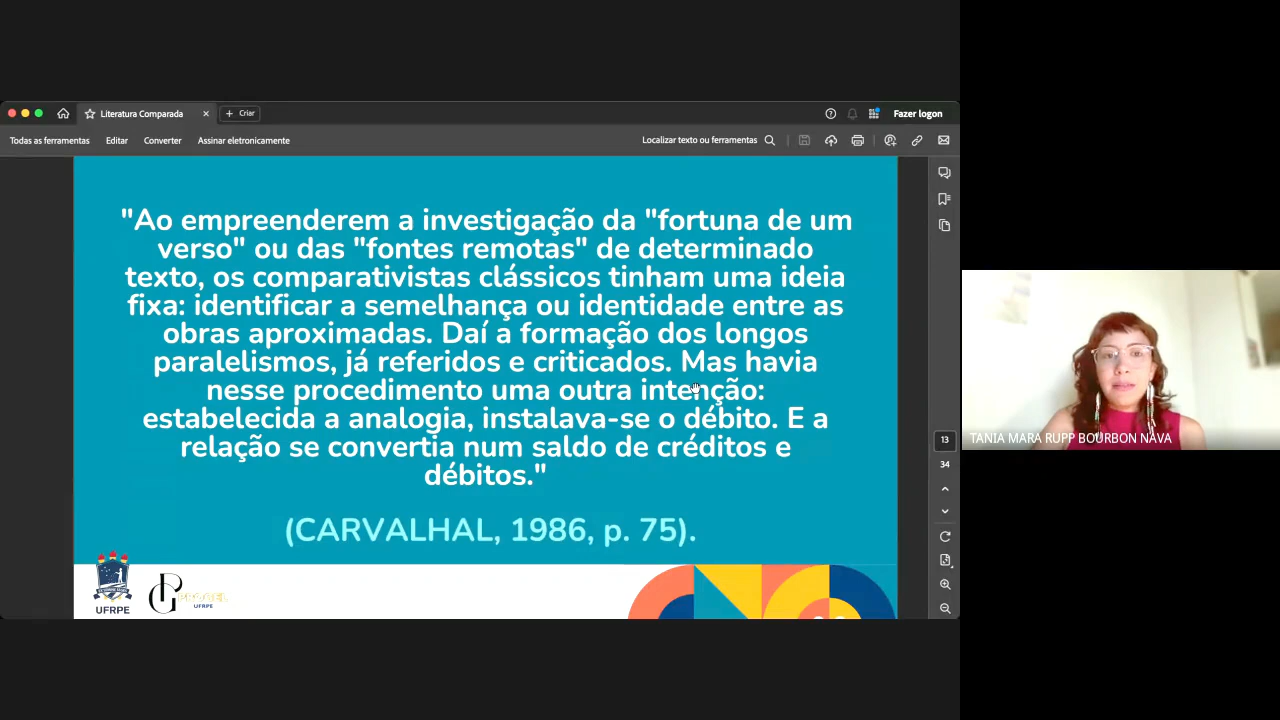 Literatura Comparada
Criar
Fazer logon
Todas as ferramentas
Editar
Converter
Assinar eletronicamente
Localizar texto ou ferramentas
"Ao empreenderem a investigação da "fortuna de um
verso" ou das "fontes remotas" de determinado
texto, os comparativistas clássicos tinham uma ideia
fixa: identificar a semelhança ou identidade entre as
obras aproximadas. Daí a formação dos longos
paralelismos, já referidos e criticados. Mas havia
nesse procedimento uma outra intenção:
estabelecida a analogia, instalava-se o débito. E a
relação se convertia num saldo de créditos e
débitos."
(CARVALHAL, 1986, p. 75).
UFRPE
PG
UFRPE
13
34
TANIA MARA RUPP BOURBON NAVA